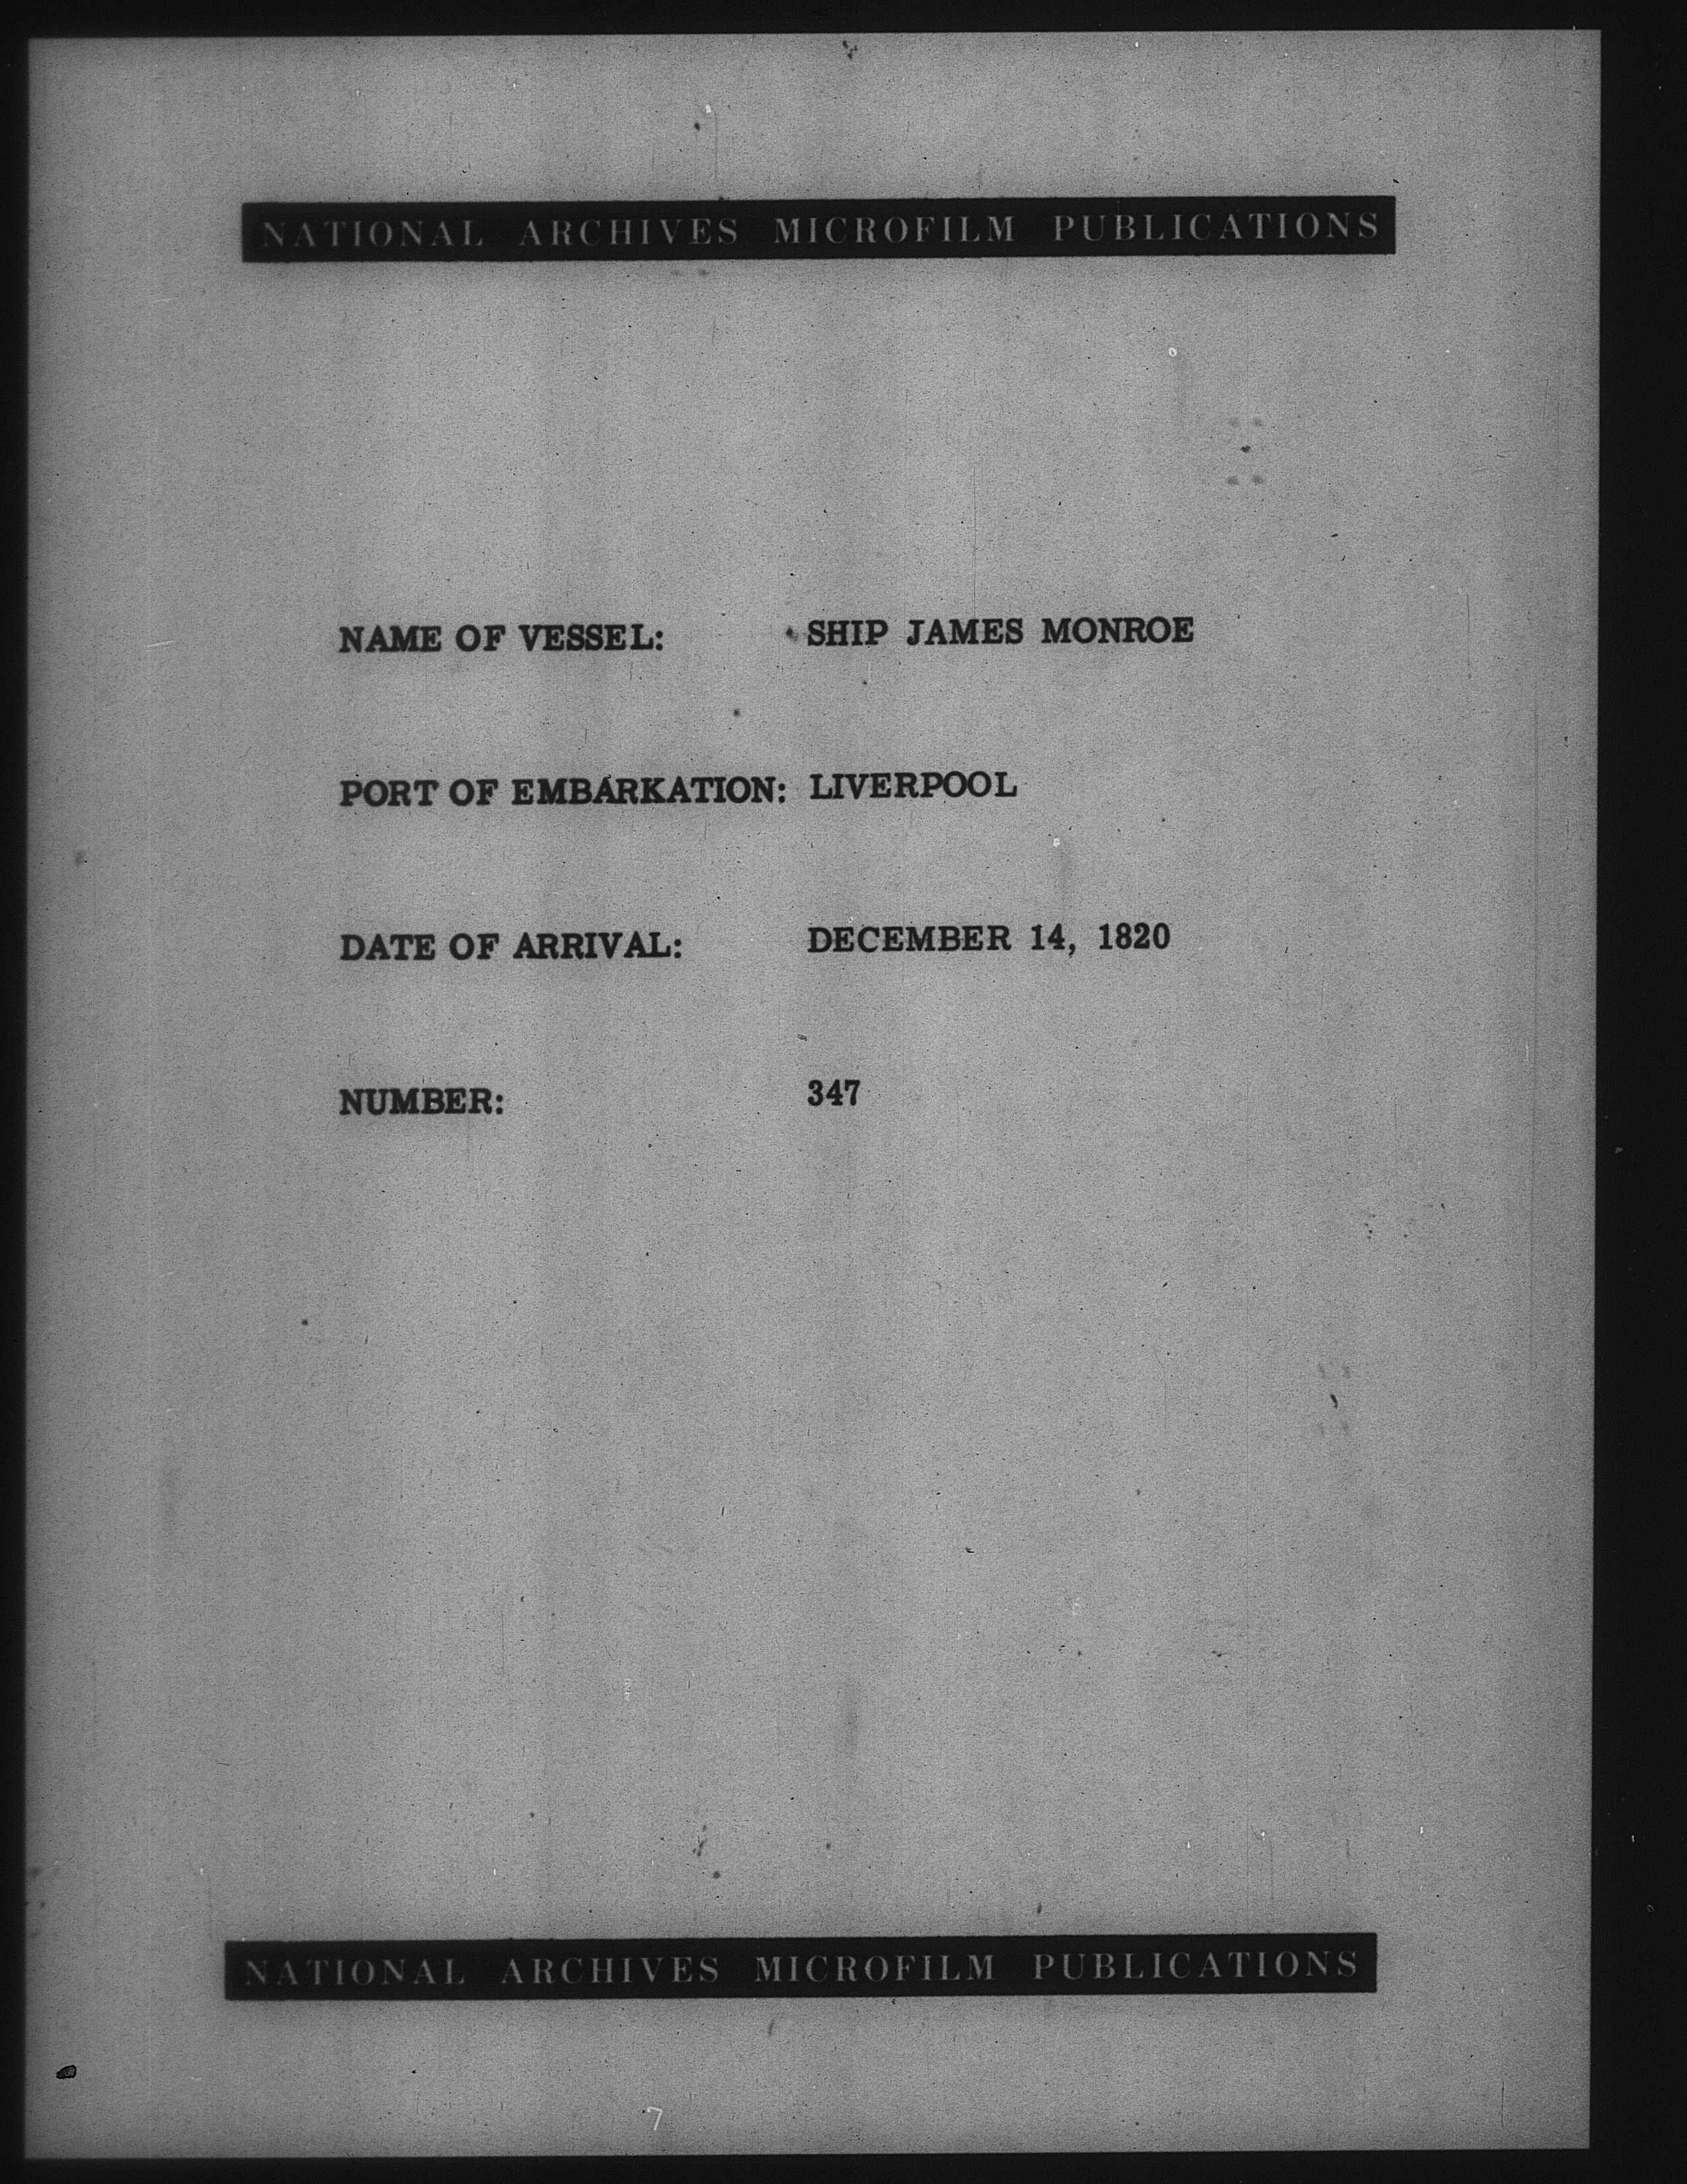 NATIONAL ARCHIVES MICROFILM PUBLICATIONS
NAME OF VESSEL: SHIP JAMES MONROE
PORT OF EMBARKATION: LIVERPOOL
DATE OF ARRIVAL: DECEMBER 14, 1820
NUMBER: 347
NATIONAL ARCHIVES MICROFILM PUBLICATIONS
7